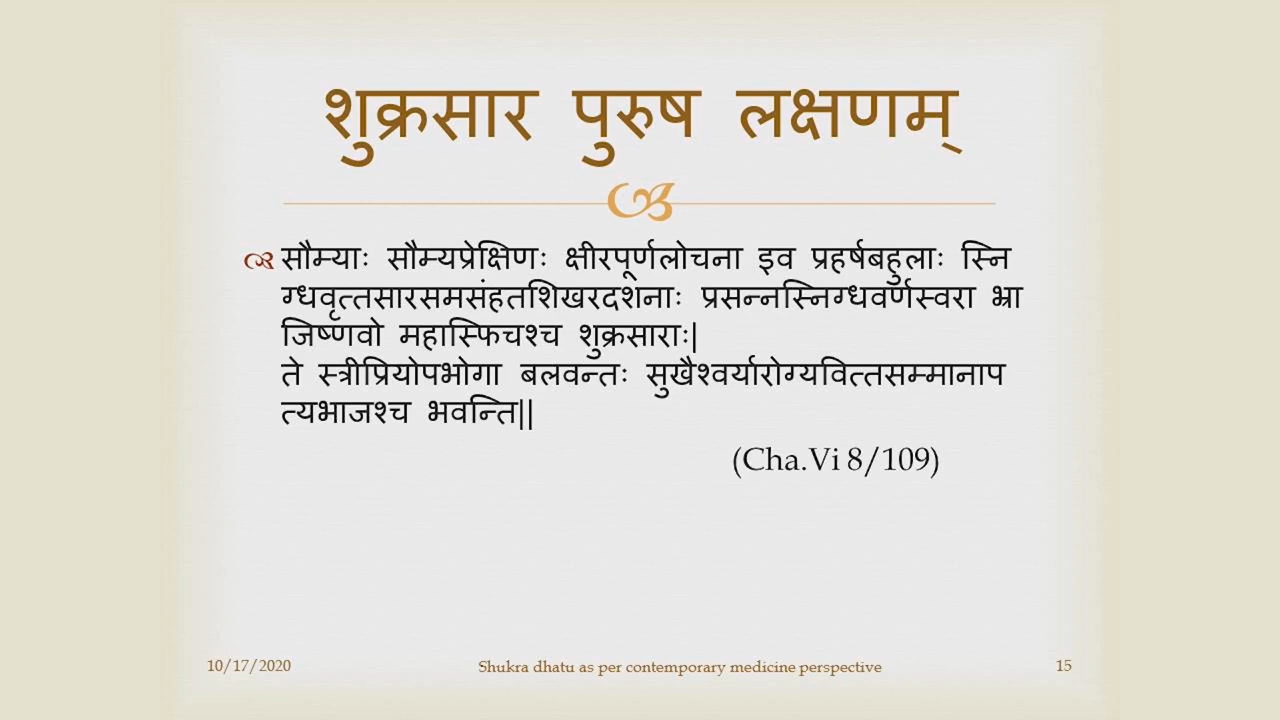 शुक्रसार पुरुष लक्षणम्
सौम्याः सौम्यप्रेक्षिणः क्षीरपूर्णलोचना इव प्रहर्षबहुलाः स्नि
ग्धवृत्तसारसमसंहतशिखरदशनाः प्रसन्नस्निग्धवर्णस्वरा भ्रा
जिष्णवो महास्फिचश्च शुक्रसाराः|
ते स्त्रीप्रियोपभोगा बलवन्तः सुखैश्वर्यारोग्यवित्तसम्मानाप
त्यभाजश्च भवन्ति||
(Cha.Vi 8/109)
10/17/2020 Shukra dhatu as per contemporary medicine perspective 15